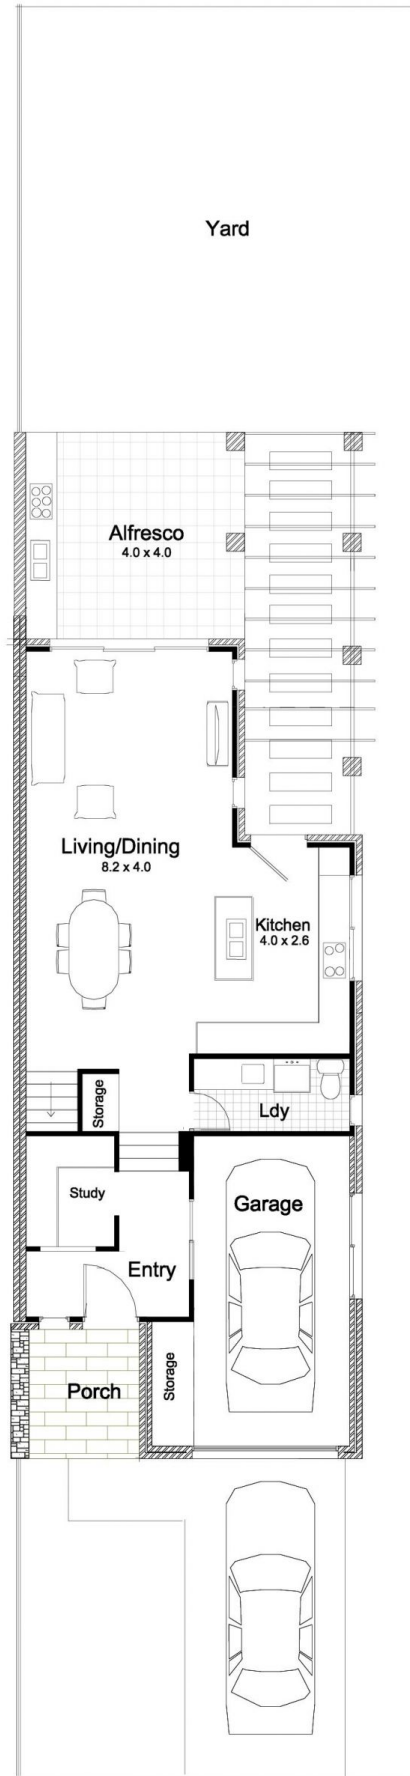 Yard
Alfresco
4.0 x 4.0
Living/Dining
8.2 x 4.0
Kitchen
4.0 x 2.6
Storage
Ldy
Study
Garage
Entry
Storage
Porch